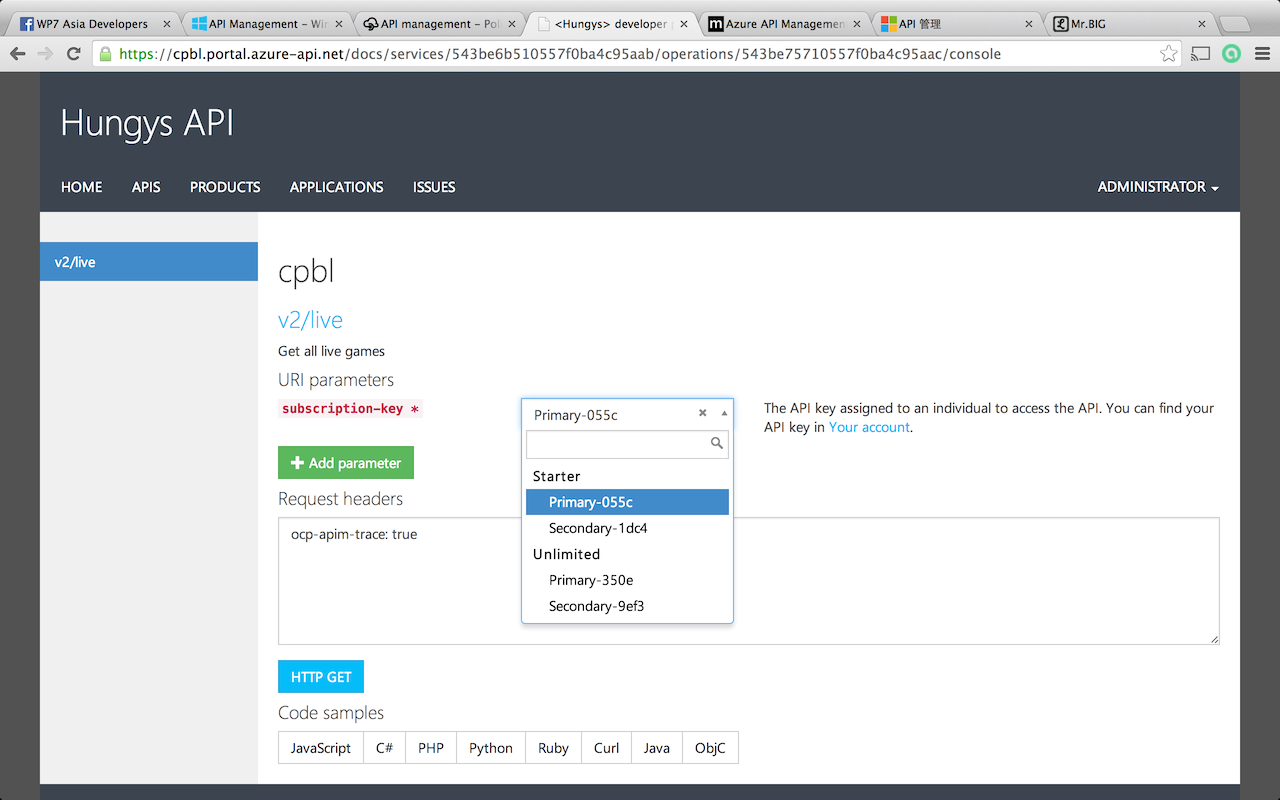 WP7 Asia Developers
API Management – Win
API management – Poli
<Hungys> developer p
Azure API Management
API 管理
Mr.BIG
https://cpbl.portal.azure-api.net/docs/services/543be6b510557f0ba4c95aab/operations/543be75710557f0ba4c95aac/console
Hungys API
HOME APIS PRODUCTS APPLICATIONS ISSUES ADMINISTRATOR
v2/live
cpbl
v2/live
Get all live games
URI parameters
subscription-key *
Primary-055c
The API key assigned to an individual to access the API. You can find your
API key in Your account.
Starter
Primary-055c
Secondary-1dc4
Unlimited
Primary-350e
Secondary-9ef3
Add parameter
Request headers
ocp-apim-trace: true
HTTP GET
Code samples
JavaScript C# PHP Python Ruby Curl Java ObjC